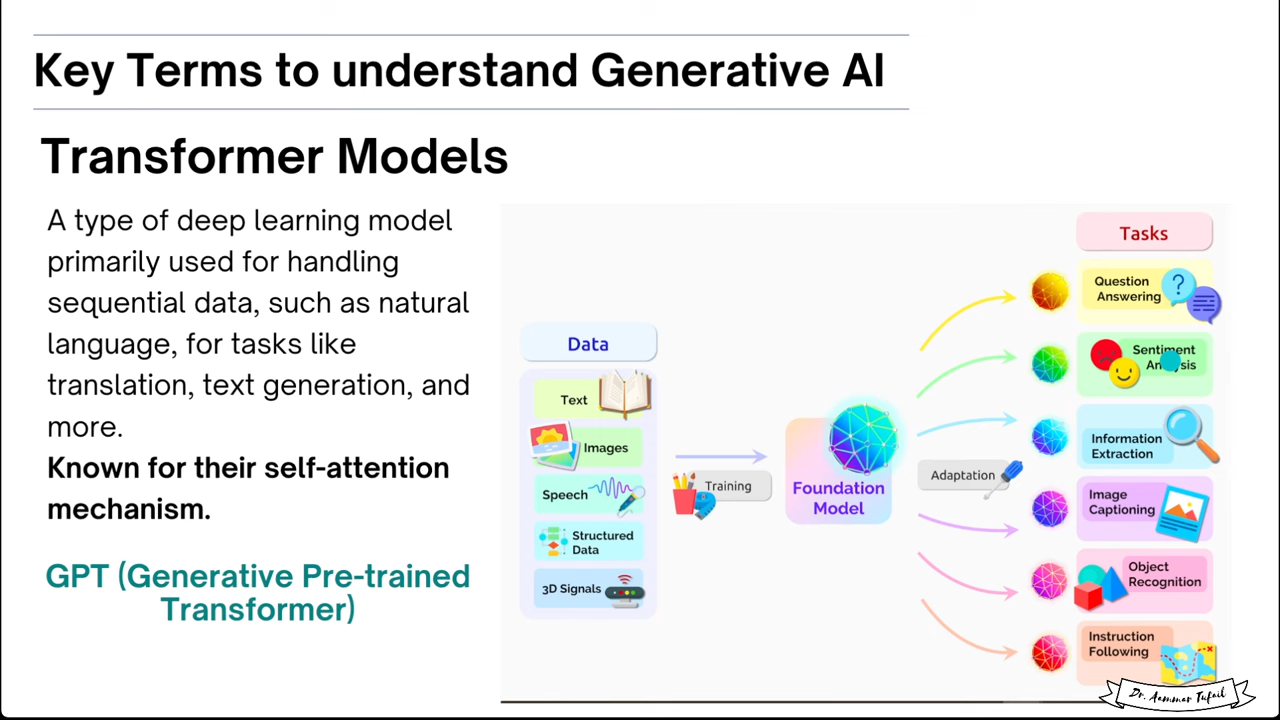 Key Terms to understand Generative AI
Transformer Models
A type of deep learning model
primarily used for handling
sequential data, such as natural
language, for tasks like
translation, text generation, and
more.
Known for their self-attention
mechanism.
GPT (Generative Pre-trained
Transformer)
Data
Text
Images
Speech
Structured
Data
3D Signals
Training
Foundation
Model
Adaptation
Tasks
Question
Answering
Sentiment
Analysis
Information
Extraction
Image
Captioning
Object
Recognition
Instruction
Following
Dr. Aammar Tufail